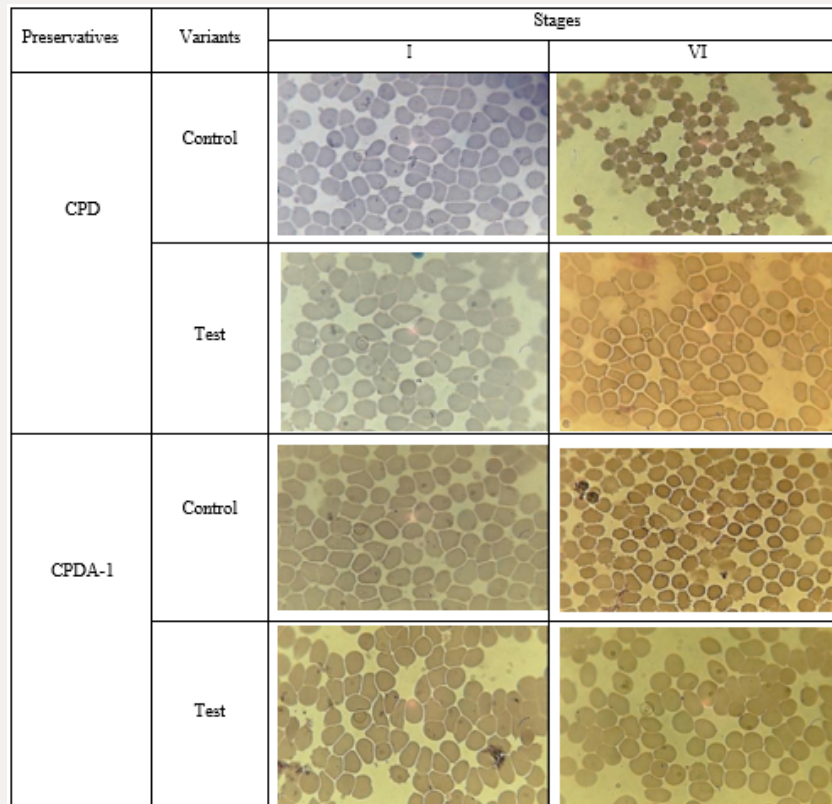 Preservatives
Variants
Stages
I
VI
CPD
Control
Test
CPDA-1
Control
Test